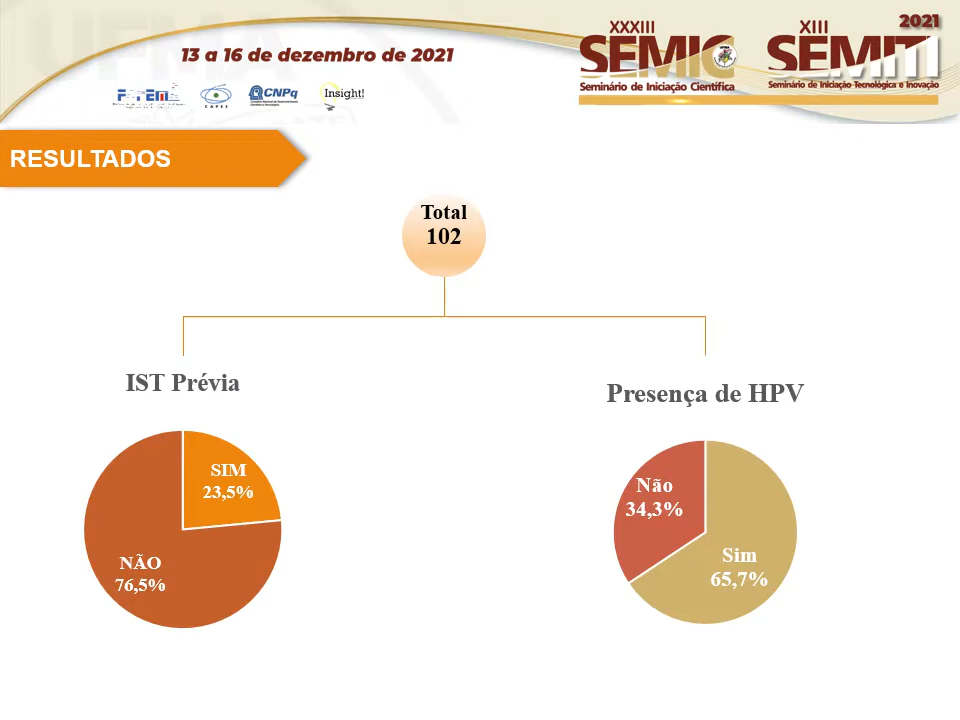 13 a 16 de dezembro de 2021
CAPES
CNPq
Insight!
XXXIII
SEMIC
Seminário de Iniciação Científica
XIII
2021
SEMITI
Seminário de Iniciação Tecnológica e Inovação
RESULTADOS
Total
102
IST Prévia
SIM
23,5%
NÃO
76,5%
Presença de HPV
Não
34,3%
Sim
65,7%